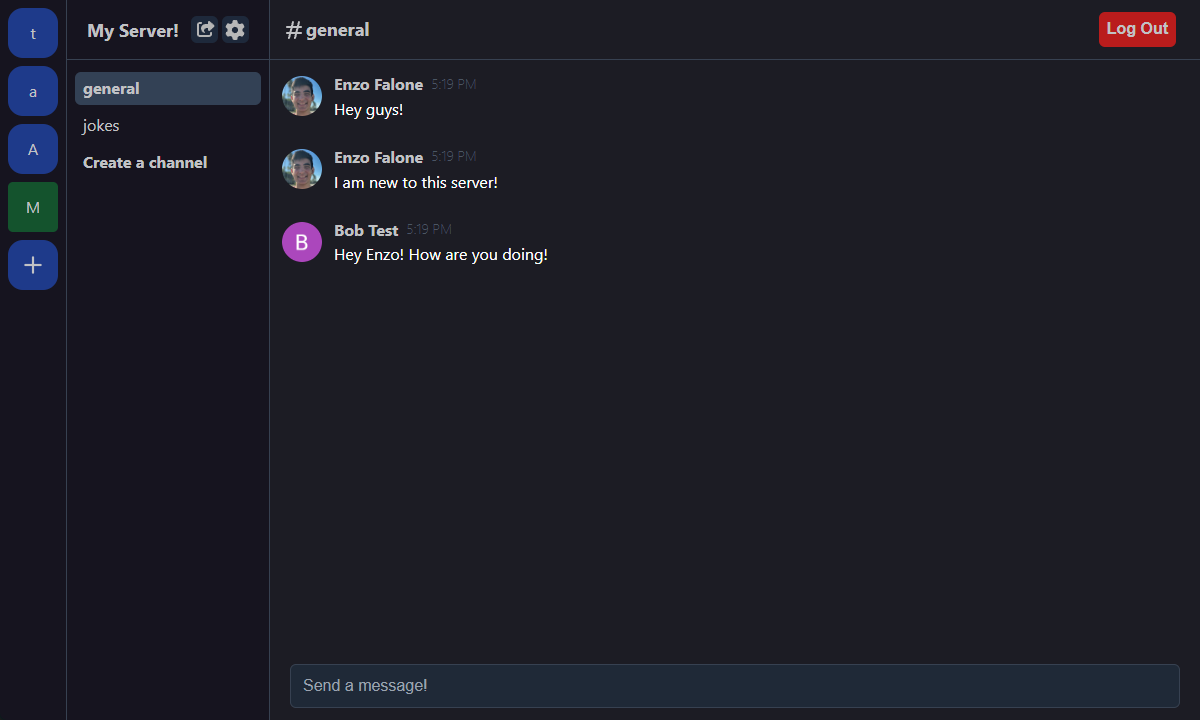 t
a
A
M
My Server!
general
jokes
Create a channel
# general
Log Out
Enzo Falone 5:19 PM
Hey guys!
Enzo Falone 5:19 PM
I am new to this server!
B
Bob Test 5:19 PM
Hey Enzo! How are you doing!
Send a message!